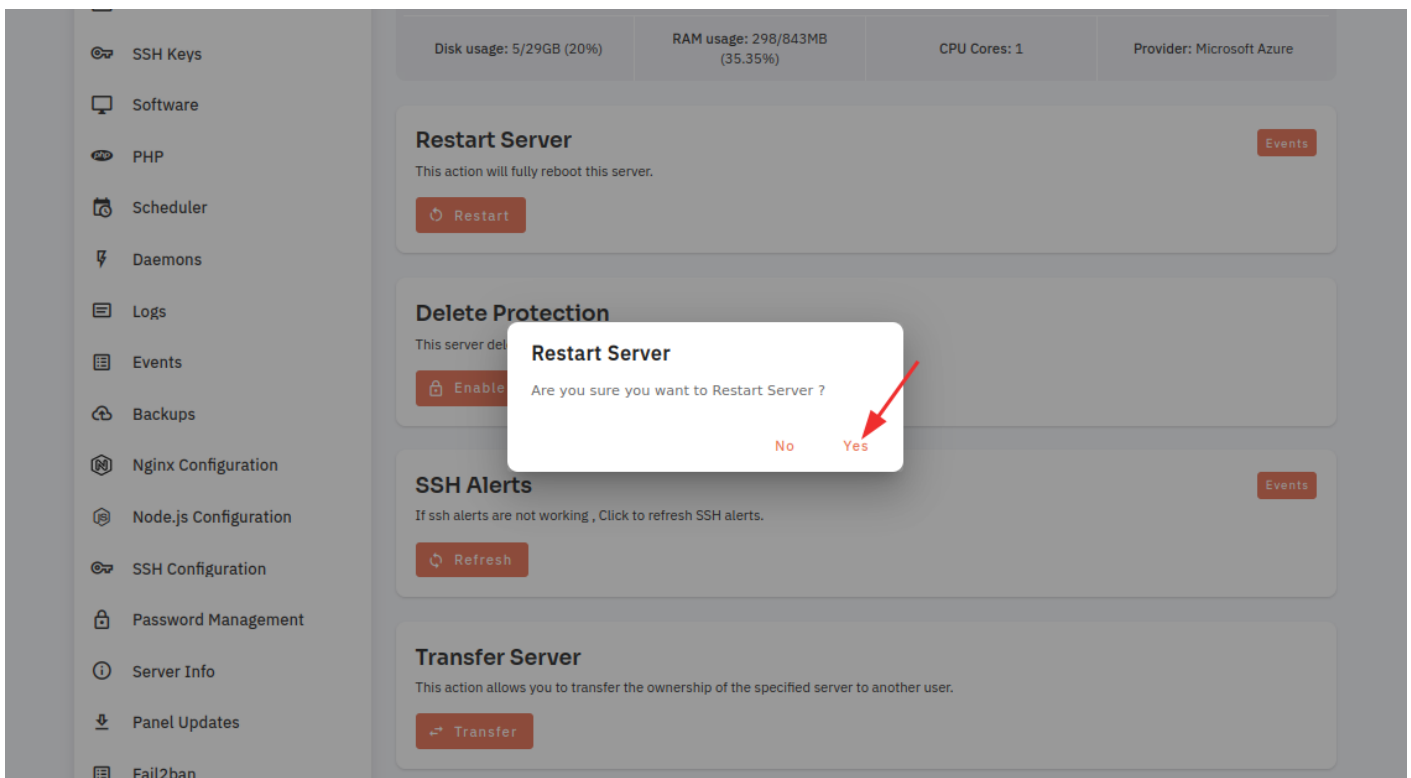 SSH Keys
Software
php
PHP
Scheduler
Daemons
Logs
Events
Backups
N
Nginx Configuration
JS
Node.js Configuration
SSH Configuration
Password Management
Server Info
Panel Updates
Fail2ban
Disk usage: 5/29GB (20%)
RAM usage: 298/843MB
(35.35%)
CPU Cores: 1
Provider: Microsoft Azure
Restart Server
Events
This action will fully reboot this server.
Restart
Delete Protection
This server del
Enable
Restart Server
Are you sure you want to Restart Server ?
No
Yes
SSH Alerts
Events
If ssh alerts are not working , Click to refresh SSH alerts.
Refresh
Transfer Server
This action allows you to transfer the ownership of the specified server to another user.
Transfer